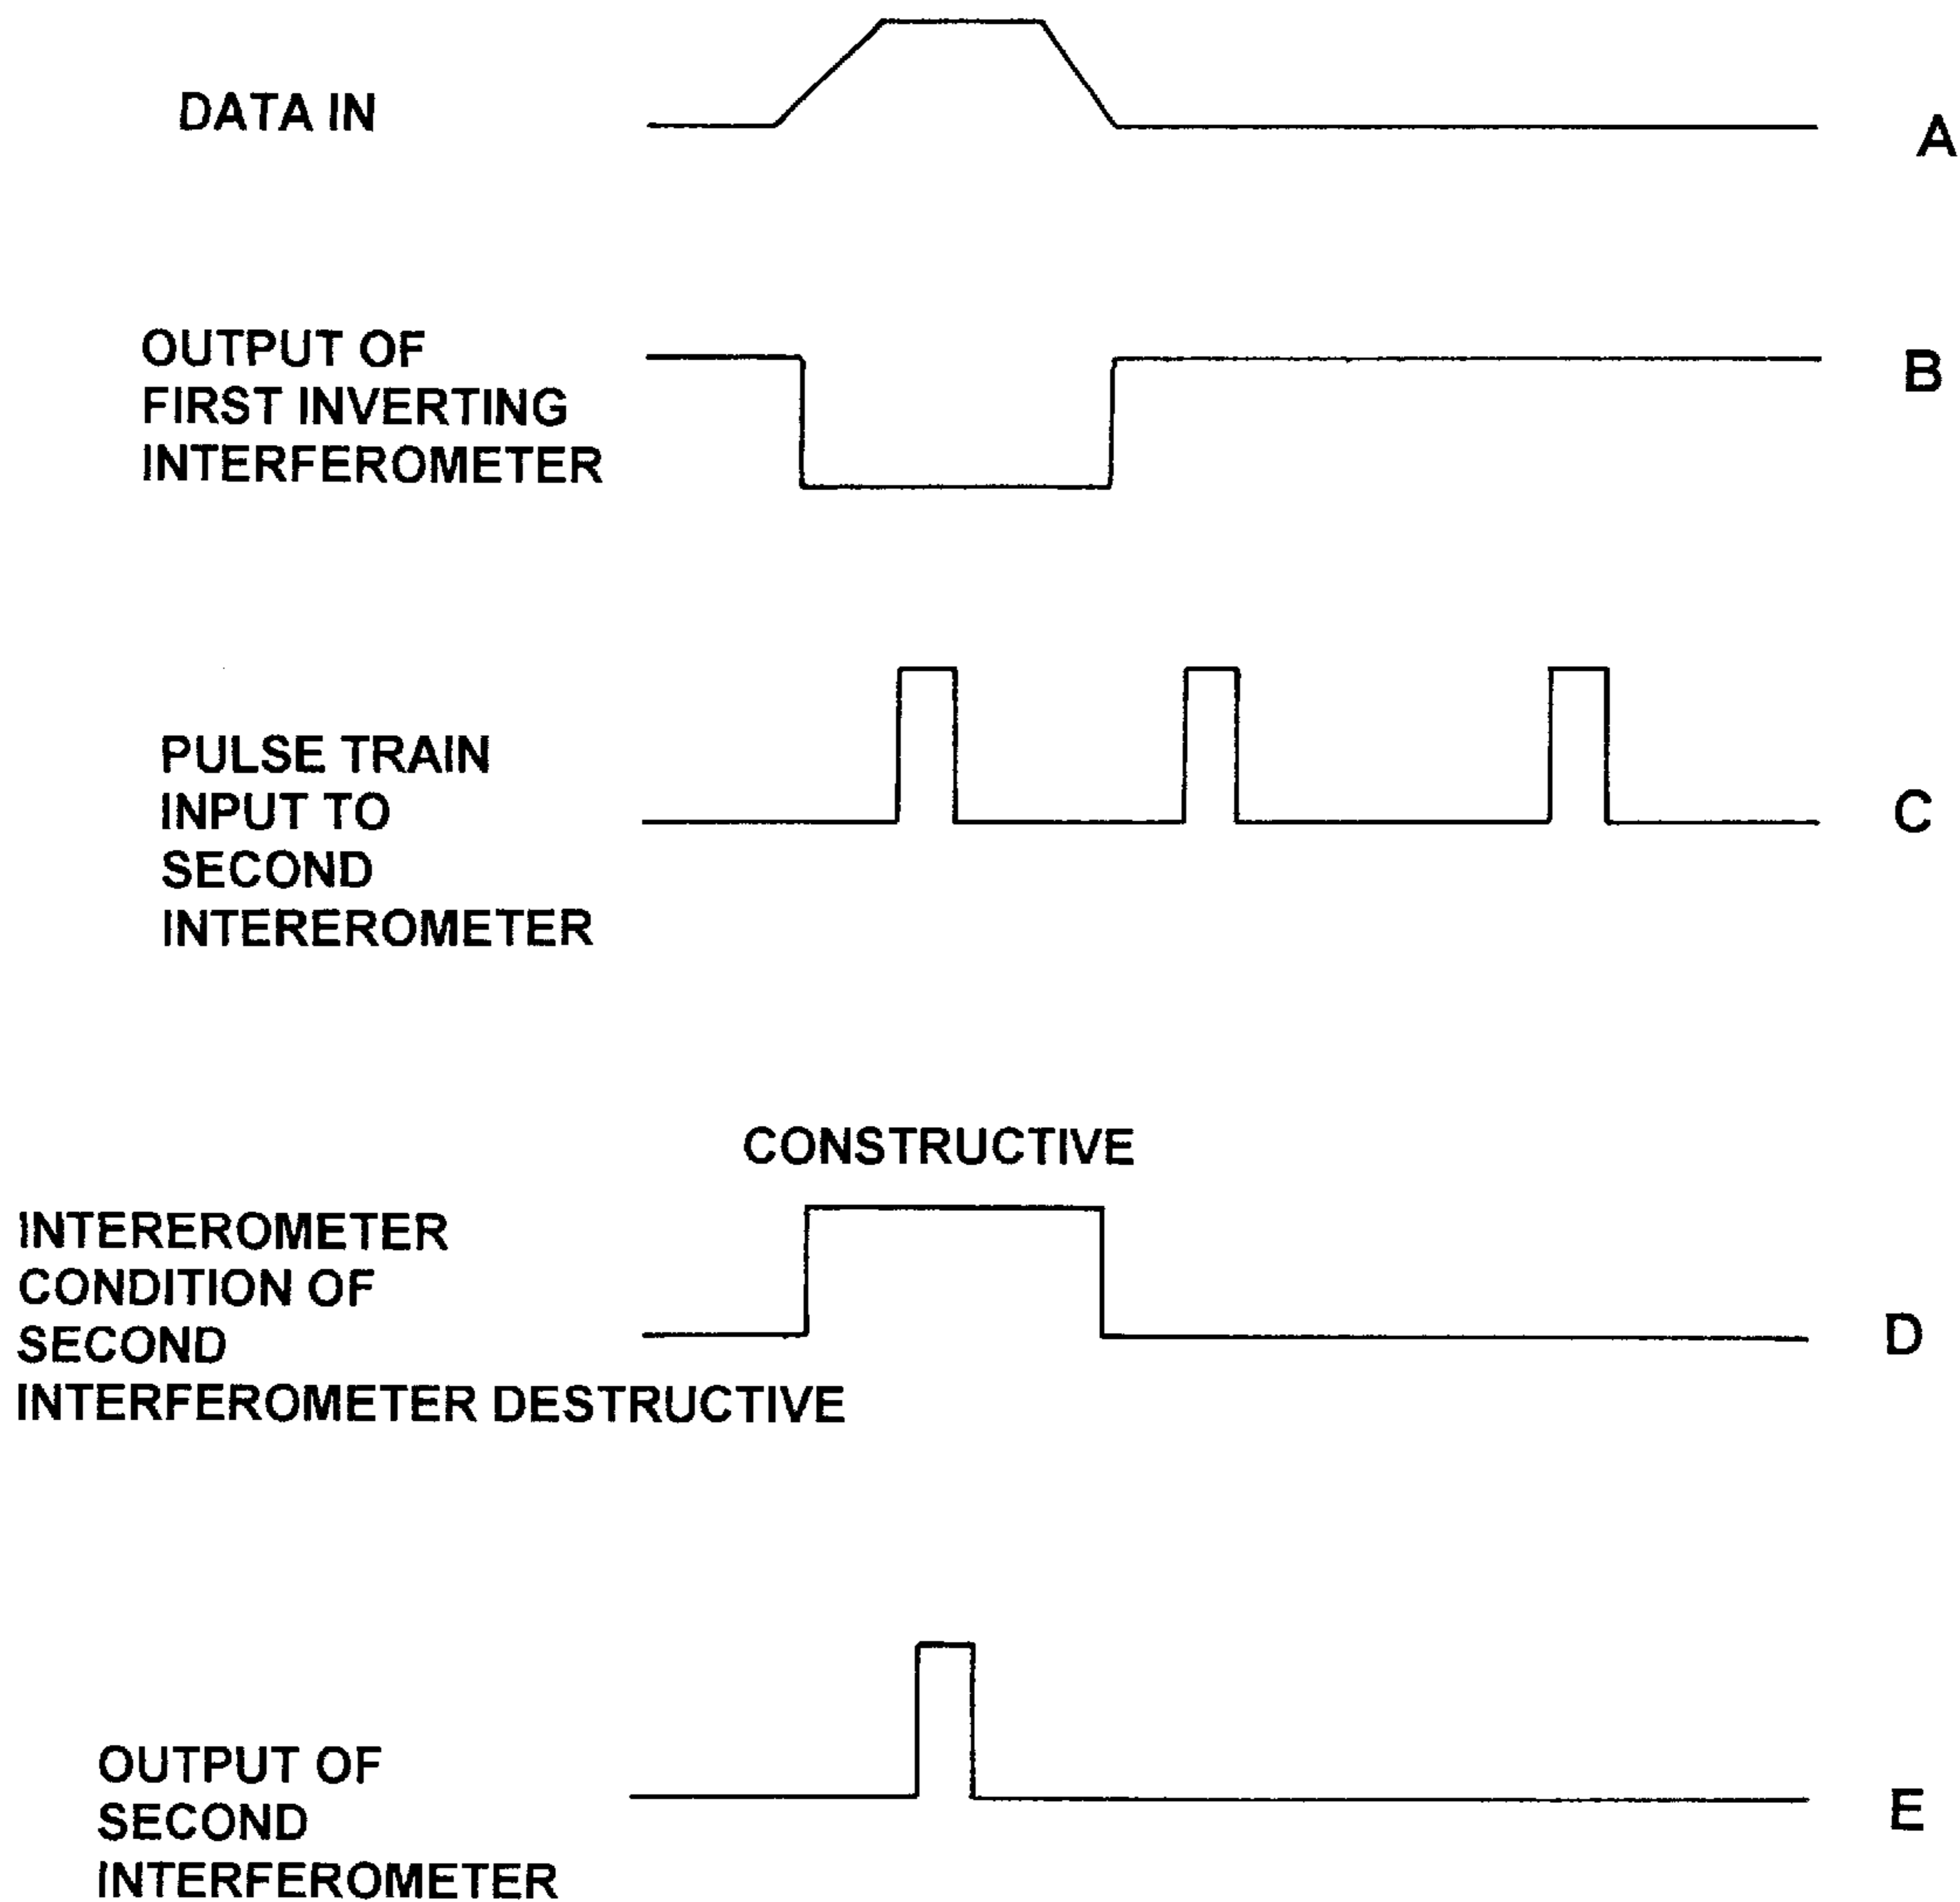 DATA IN
A
OUTPUT OF
FIRST INVERTING
INTERFEROMETER
B
PULSE TRAIN
INPUT TO
SECOND
INTEREROMETER
C
CONSTRUCTIVE
INTEREROMETER
CONDITION OF
SECOND
INTERFEROMETER DESTRUCTIVE
D
OUTPUT OF
SECOND
INTERFEROMETER
E